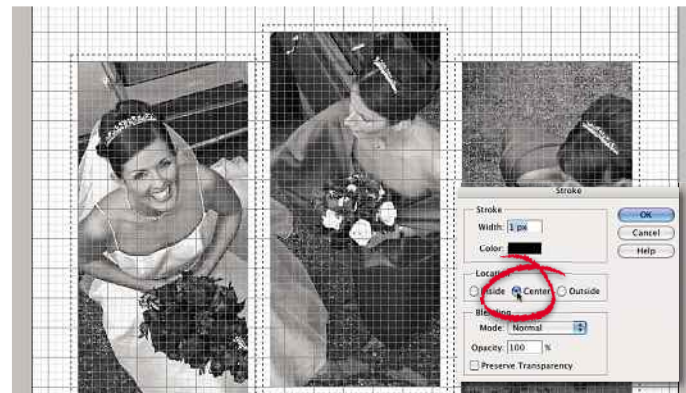 Stroke
Stroke
Width: 1 px
Color:
OK
Cancel
Help
Location
Inside Center Outside
Blending
Mode: Normal
Opacity: 100 %
Preserve Transparency